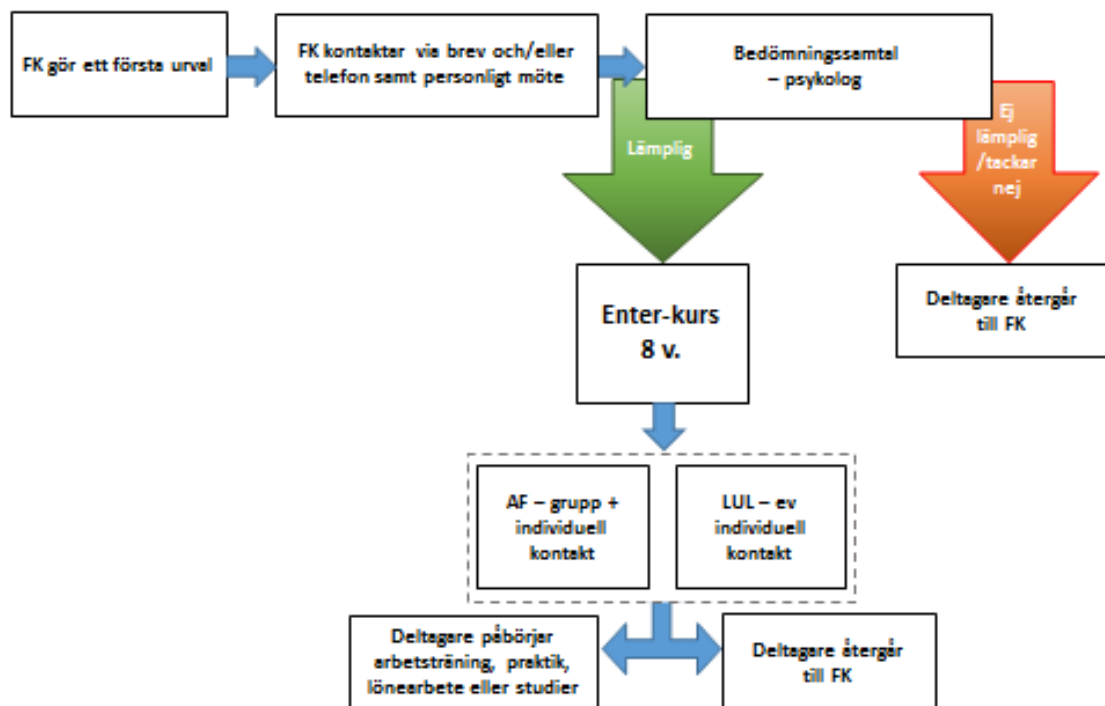 FK gör ett första urval
FK kontaktar via brev och/eller
telefon samt personligt möte
Bedömningssamtal
– psykolog
Lämplig
Ej
lämplig
/tackar
nej
Enter-kurs
8 v.
Deltagare återgår
till FK
AF – grupp +
individuell
kontakt
LUL – ev
individuell
kontakt
Deltagare påbörjar
arbetsträning, praktik,
lönearbete eller studier
Deltagare återgår
till FK